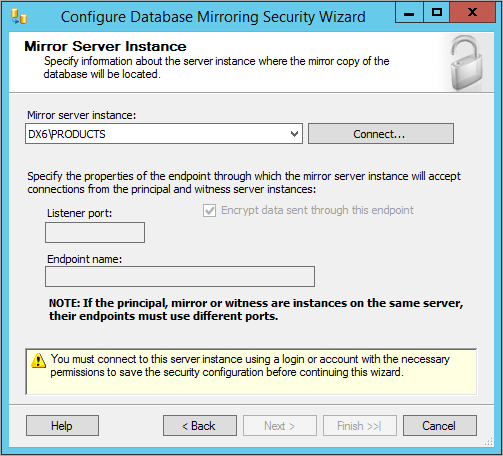 Configure Database Mirroring Security Wizard
Mirror Server Instance
Specify information about the server instance where the mirror copy of the
database will be located.
Mirror server instance:
DX6\PRODUCTS
Connect...
Specify the properties of the endpoint through which the mirror server instance will accept
connections from the principal and witness server instances:
Listener port:
Encrypt data sent through this endpoint
Endpoint name:
NOTE: If the principal, mirror or witness are instances on the same server,
their endpoints must use different ports.
You must connect to this server instance using a login or account with the necessary
permissions to save the security configuration before continuing this wizard.
Help
< Back
Next >
Finish >>|
Cancel